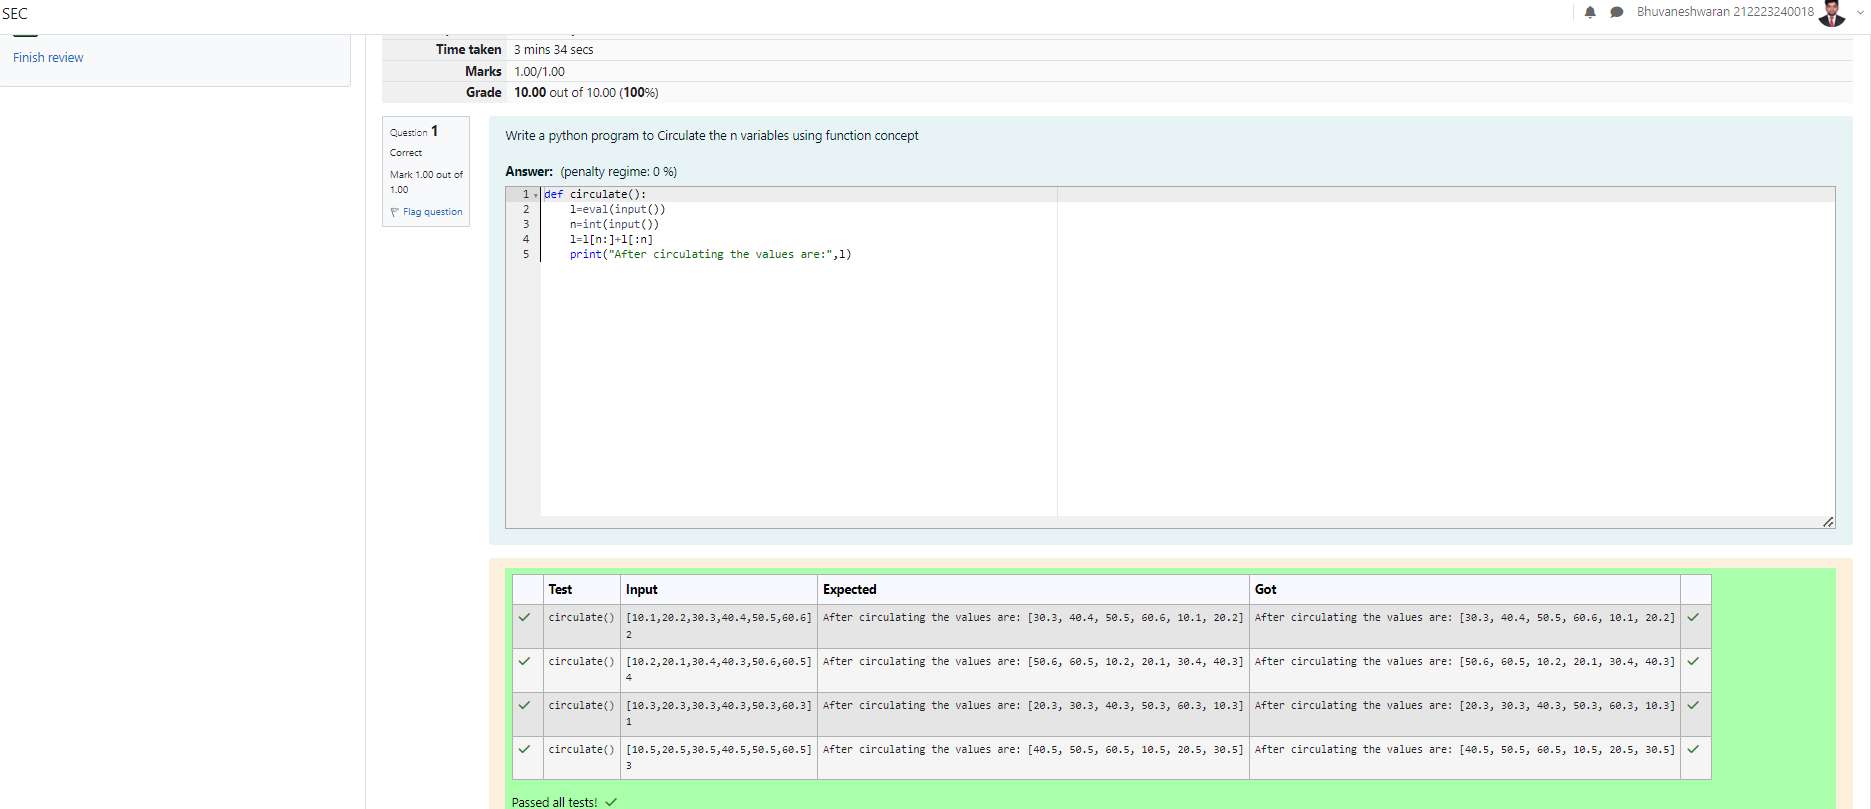 SEC
Bhuvaneshwaran 212223240018
Finish review
Time taken 3 mins 34 secs
Marks 1.00/1.00
Grade 10.00 out of 10.00 (100%)
Question 1
Correct
Mark 1.00 out of
1.00
Flag question
Write a python program to Circulate the n variables using function concept
Answer: (penalty regime: 0 %)
1 def circulate():
2 l=eval(input())
3 n=int(input())
4 l=l[n:]+l[:n]
5 print("After circulating the values are:",l)
Test Input Expected Got
circulate() [10.1,20.2,30.3,40.4,50.5,60.6] After circulating the values are: [30.3, 40.4, 50.5, 60.6, 10.1, 20.2] After circulating the values are: [30.3, 40.4, 50.5, 60.6, 10.1, 20.2]
2
circulate() [10.2,20.1,30.4,40.3,50.6,60.5] After circulating the values are: [50.6, 60.5, 10.2, 20.1, 30.4, 40.3] After circulating the values are: [50.6, 60.5, 10.2, 20.1, 30.4, 40.3]
4
circulate() [10.3,20.3,30.3,40.3,50.3,60.3] After circulating the values are: [20.3, 30.3, 40.3, 50.3, 60.3, 10.3] After circulating the values are: [20.3, 30.3, 40.3, 50.3, 60.3, 10.3]
1
circulate() [10.5,20.5,30.5,40.5,50.5,60.5] After circulating the values are: [40.5, 50.5, 60.5, 10.5, 20.5, 30.5] After circulating the values are: [40.5, 50.5, 60.5, 10.5, 20.5, 30.5]
3
Passed all tests!